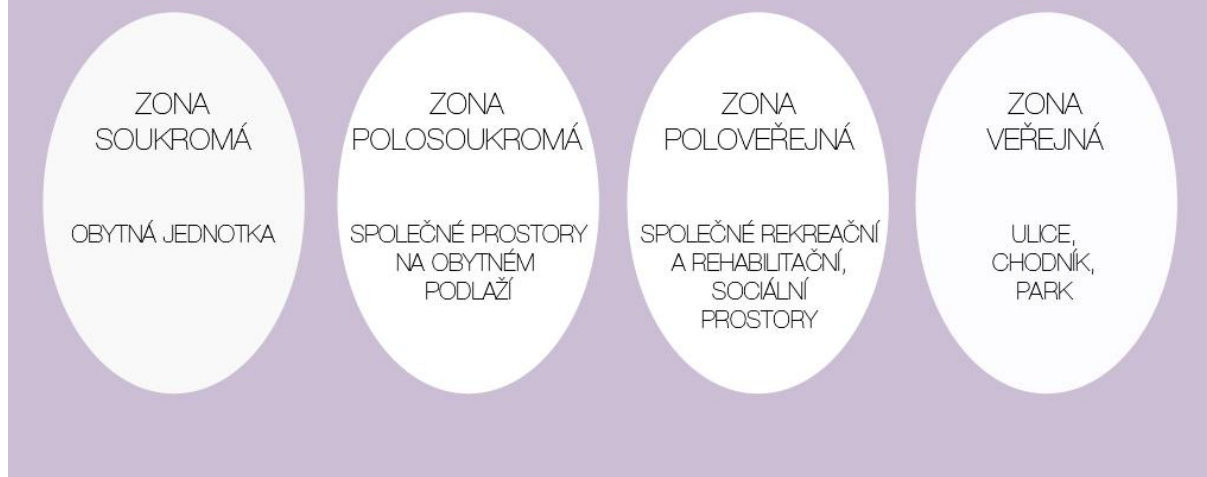 ZONA
SOUKROMÁ
OBYTNÁ JEDNOTKA
ZONA
POLOSOUKROMÁ
SPOLEČNÉ PROSTORY
NA OBYTNÉM
PODLAŽÍ
ZONA
POLOVEŘEJNÁ
SPOLEČNÉ REKREAČNÍ
A REHABILITAČNÍ,
SOCIÁLNÍ
PROSTORY
ZONA
VEŘEJNÁ
ULICE,
CHODNÍK,
PARK